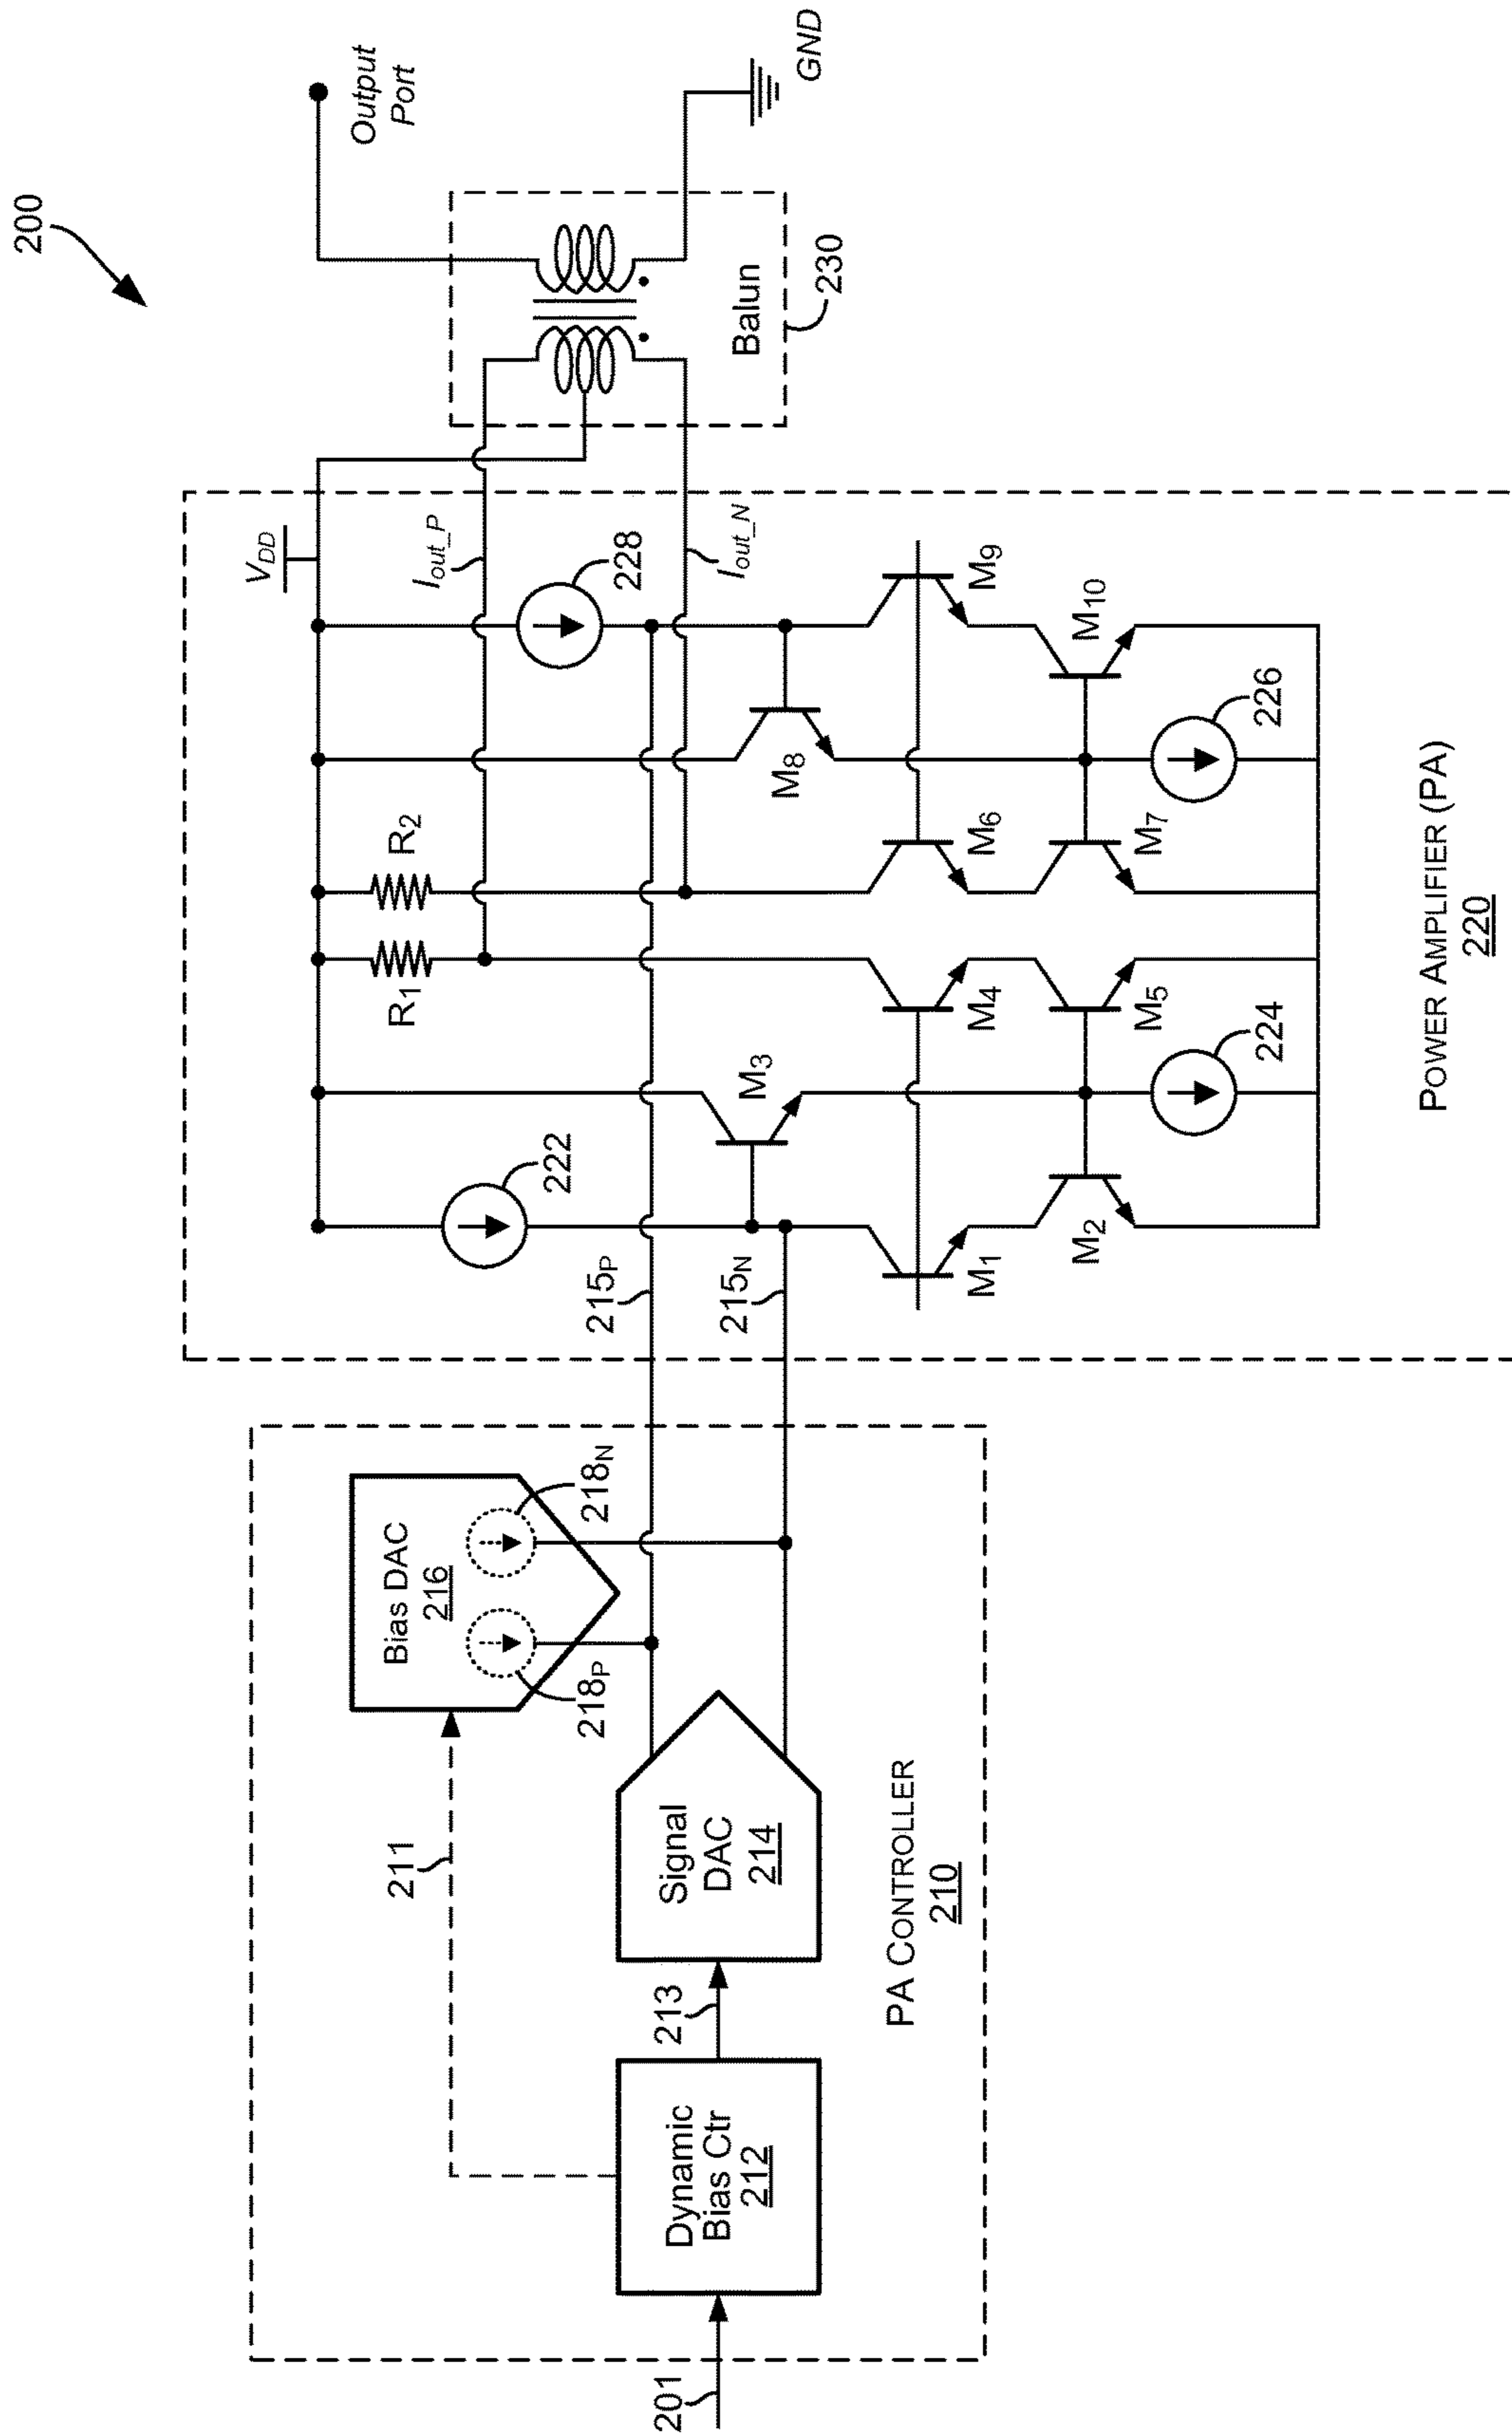 200
201
Dynamic
Bias Ctr
212
213
211
Signal
DAC
214
Bias DAC
216
218P
218N
PA CONTROLLER
210
215P
215N
222
M1
M2
M3
224
M4
M5
R1
R2
M6
M7
M8
226
M9
M10
228
VDD
Iout_P
Iout_N
POWER AMPLIFIER (PA)
220
Balun
230
Output
Port
GND